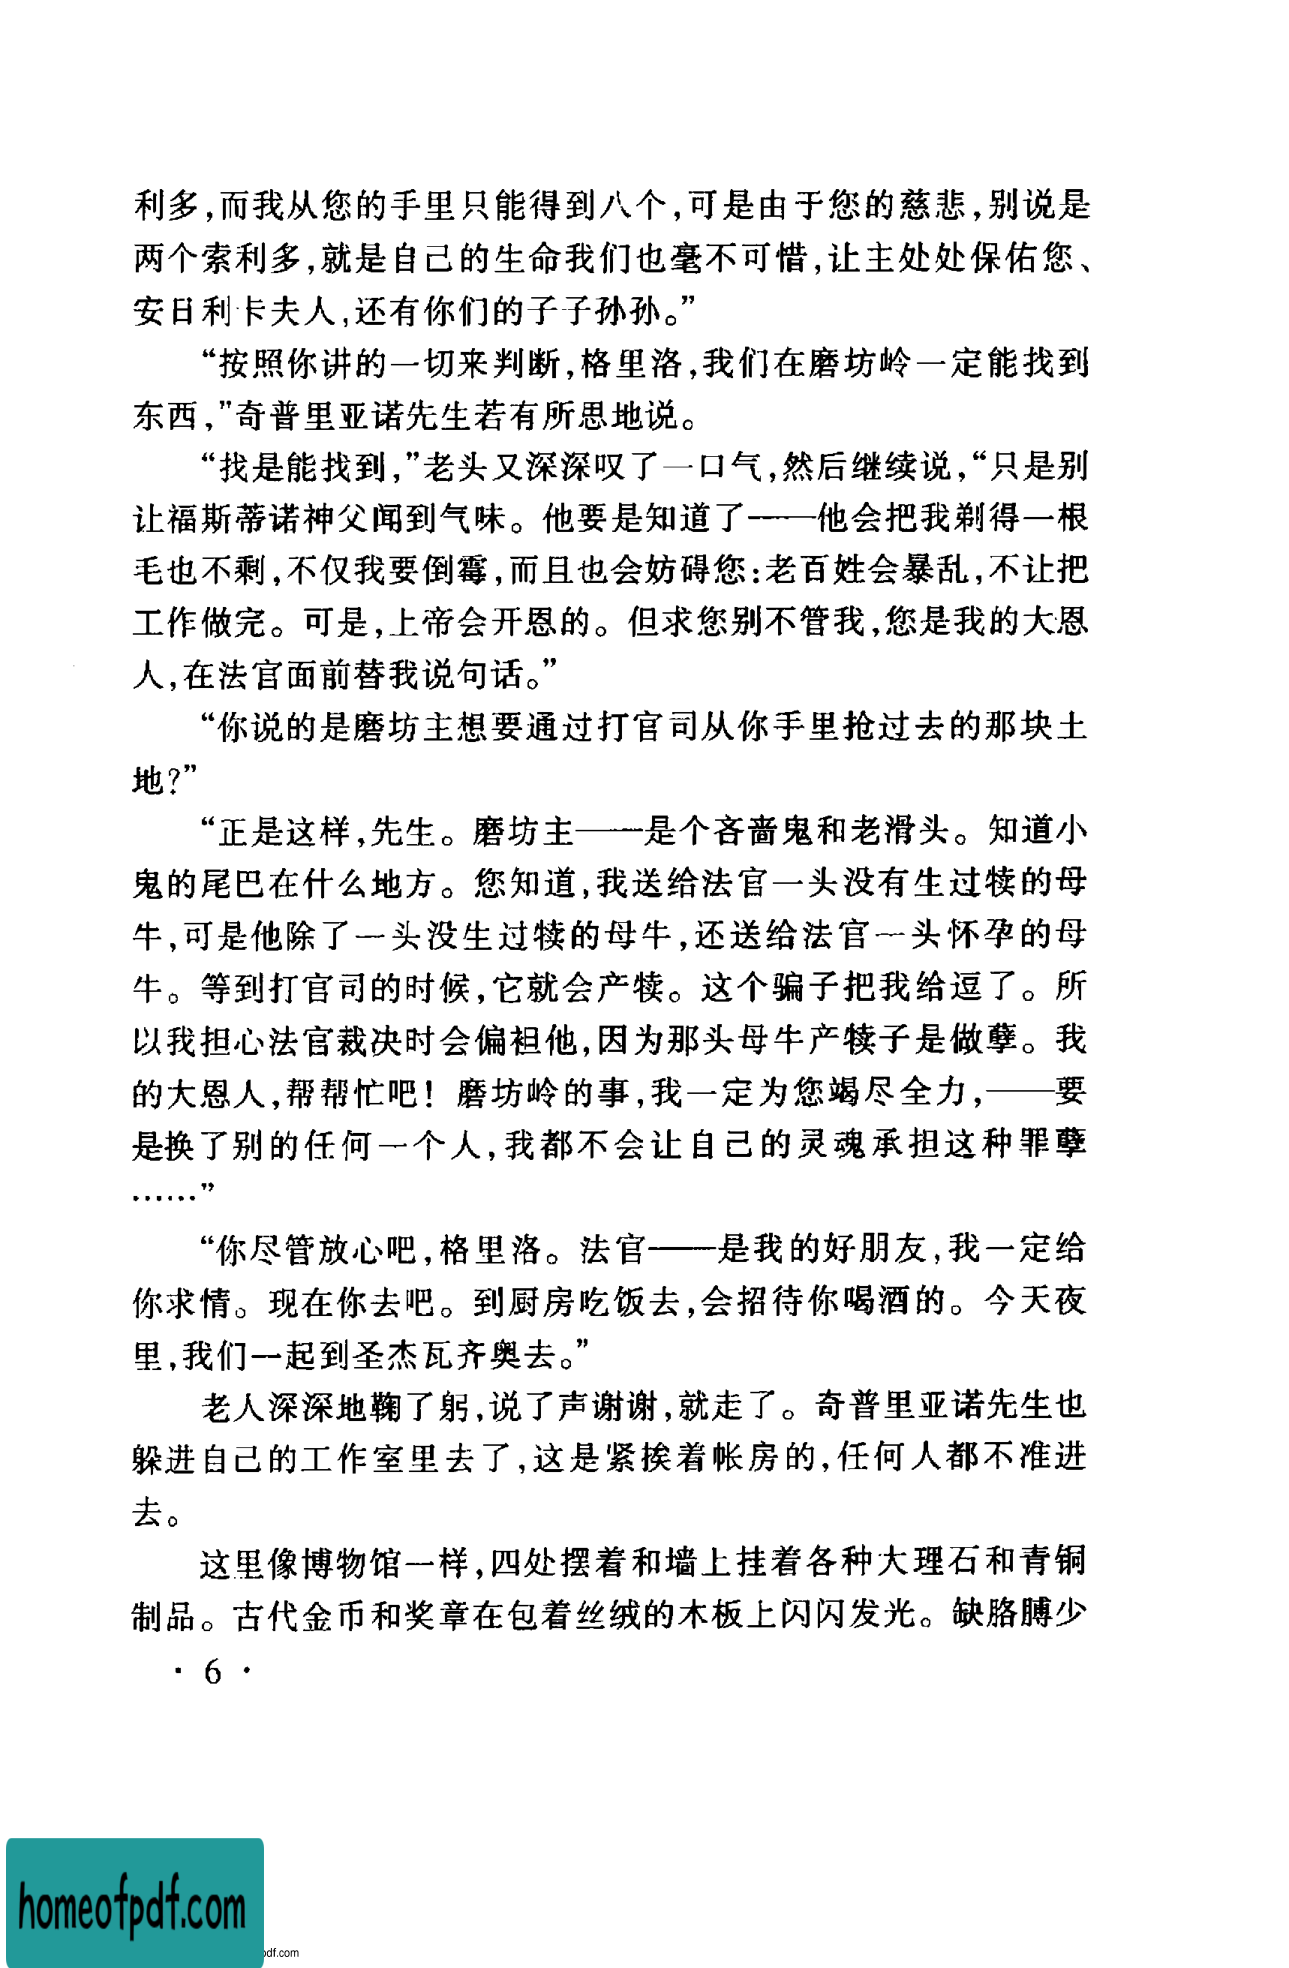 利多,而我从您的手里只能得到八个,可是由于您的慈悲,别说是
两个索利多,就是自己的生命我们也毫不可惜,让主处处保佑您、
安日利卡夫人,还有你们的子子孙孙。”
“按照你讲的一切来判断,格里洛,我们在磨坊岭一定能找到
东西,”奇普里亚诺先生若有所思地说。
“找是能找到,”老头又深深叹了一口气,然后继续说,“只是别
让福斯蒂诺神父闻到气味。他要是知道了——他会把我剃得一根
毛也不剩,不仅我要倒霉,而且也会妨碍您:老百姓会暴乱,不让把
工作做完。可是,上帝会开恩的。但求您别不管我,您是我的大恩
人,在法官面前替我说句话。”
“你说的是磨坊主想要通过打官司从你手里抢过去的那块土
地?”
“正是这样,先生。磨坊主——是个吝啬鬼和老滑头。知道小
鬼的尾巴在什么地方。您知道,我送给法官一头没有生过犊的母
牛,可是他除了一头没生过犊的母牛,还送给法官一头怀孕的母
牛。等到打官司的时候,它就会产犊。这个骗子把我给逗了。所
以我担心法官裁决时会偏袒他,因为那头母牛产犊子是做孽。我
的大恩人,帮帮忙吧! 磨坊岭的事,我一定为您竭尽全力,——要
是换了别的任何一个人,我都不会让自己的灵魂承担这种罪孽
……”
“你尽管放心吧,格里洛。法官——是我的好朋友,我一定给
你求情。现在你去吧。到厨房吃饭去,会招待你喝酒的。今天夜
里,我们一起到圣杰瓦齐奥去。”
老人深深地鞠了躬,说了声谢谢,就走了。奇普里亚诺先生也
躲进自己的工作室里去了,这是紧挨着帐房的,任何人都不准进
去。
这里像博物馆一样,四处摆着和墙上挂着各种大理石和青铜
制品。古代金币和奖章在包着丝绒的木板上闪闪发光。缺胳膊少
· 6 ·
homeofpdf.com
pdf.com